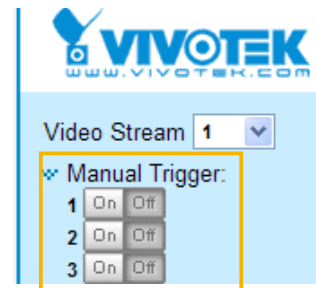 VIVOTEK
www.vivotek.com
Video Stream 1
Manual Trigger:
1 On Off
2 On Off
3 On Off